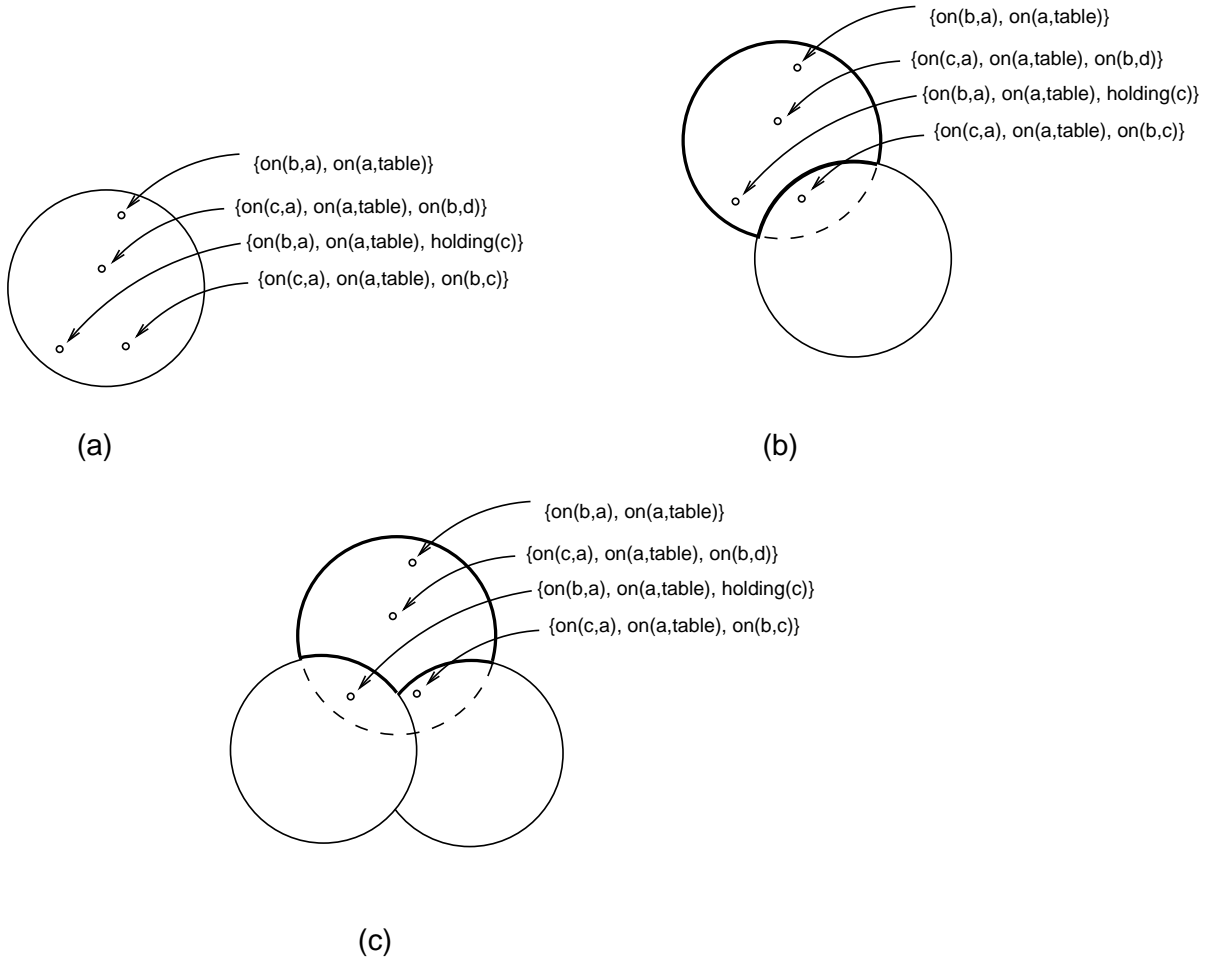 {on(b,a), on(a,table)}
{on(c,a), on(a,table), on(b,d)}
{on(b,a), on(a,table), holding(c)}
{on(c,a), on(a,table), on(b,c)}
(a)
{on(b,a), on(a,table)}
{on(c,a), on(a,table), on(b,d)}
{on(b,a), on(a,table), holding(c)}
{on(c,a), on(a,table), on(b,c)}
(b)
{on(b,a), on(a,table)}
{on(c,a), on(a,table), on(b,d)}
{on(b,a), on(a,table), holding(c)}
{on(c,a), on(a,table), on(b,c)}
(c)